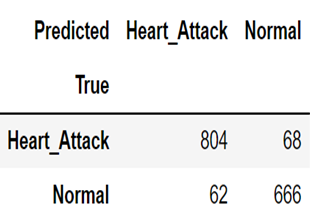 Predicted Heart_Attack Normal
True
Heart_Attack 804 68
Normal 62 666